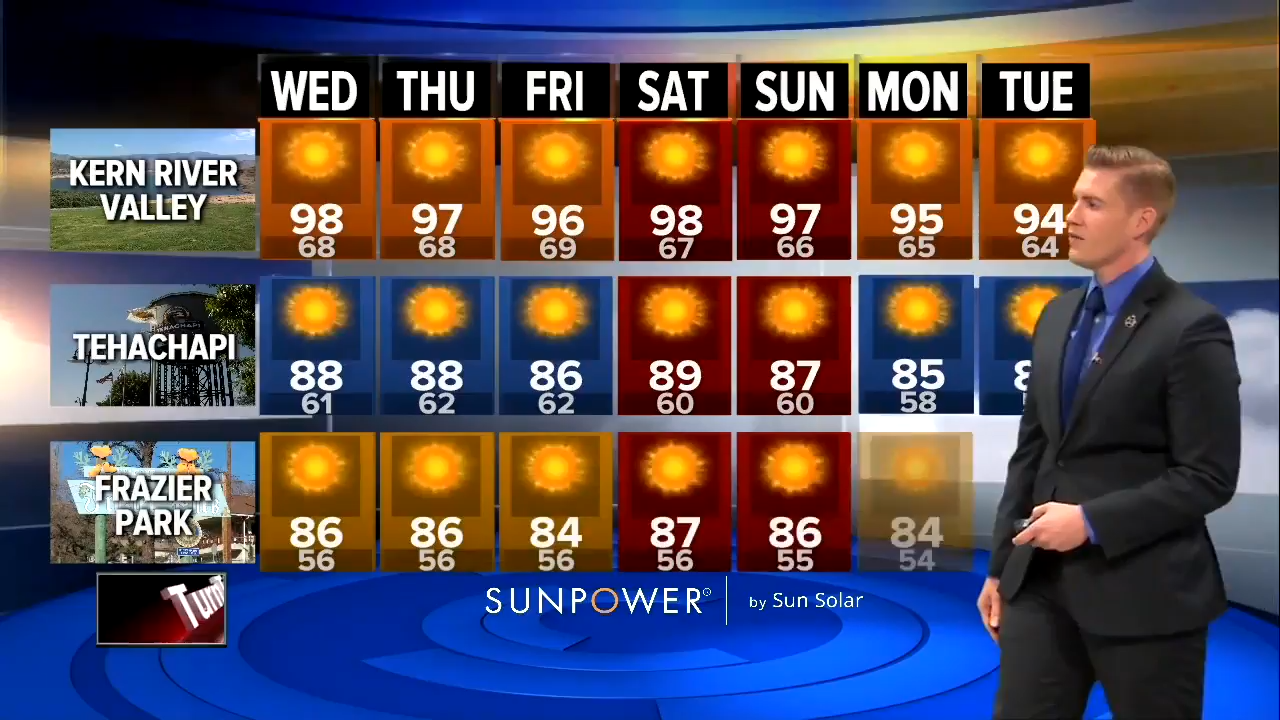 WED THU FRI SAT SUN MON TUE
KERN RIVER
VALLEY
98 97 96 98 97 95 94
68 68 69 67 66 65 64
TEHACHAPI
88 88 86 89 87 85 8
61 62 62 60 60 58
FRAZIER
PARK
86 86 84 87 86 84
56 56 56 56 55 54
Turn
SUNPOWER® | by Sun Solar